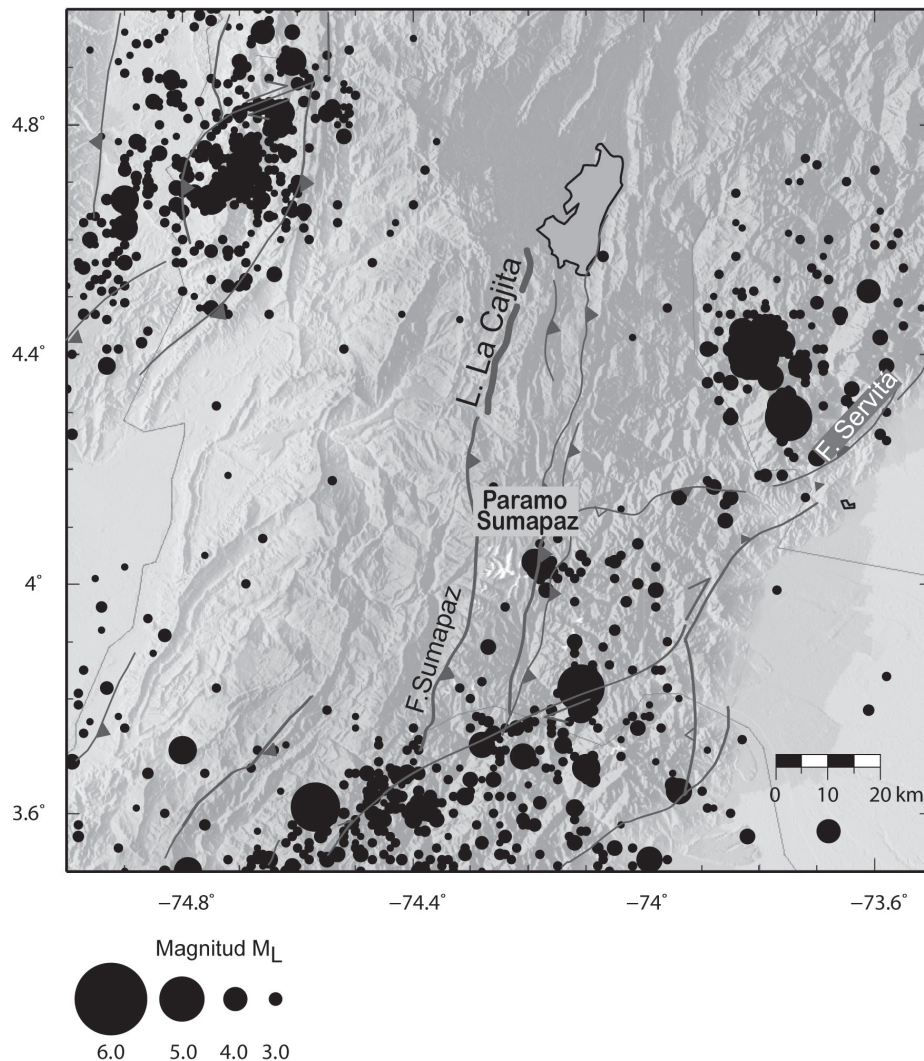 4.8°
4.4°
4°
3.6°
L. La Cajita
F. Servita
Paramo
Sumapaz
F.Sumapaz
0 10 20 km
−74.8° −74.4° −74° −73.6°
Magnitud ML
6.0 5.0 4.0 3.0